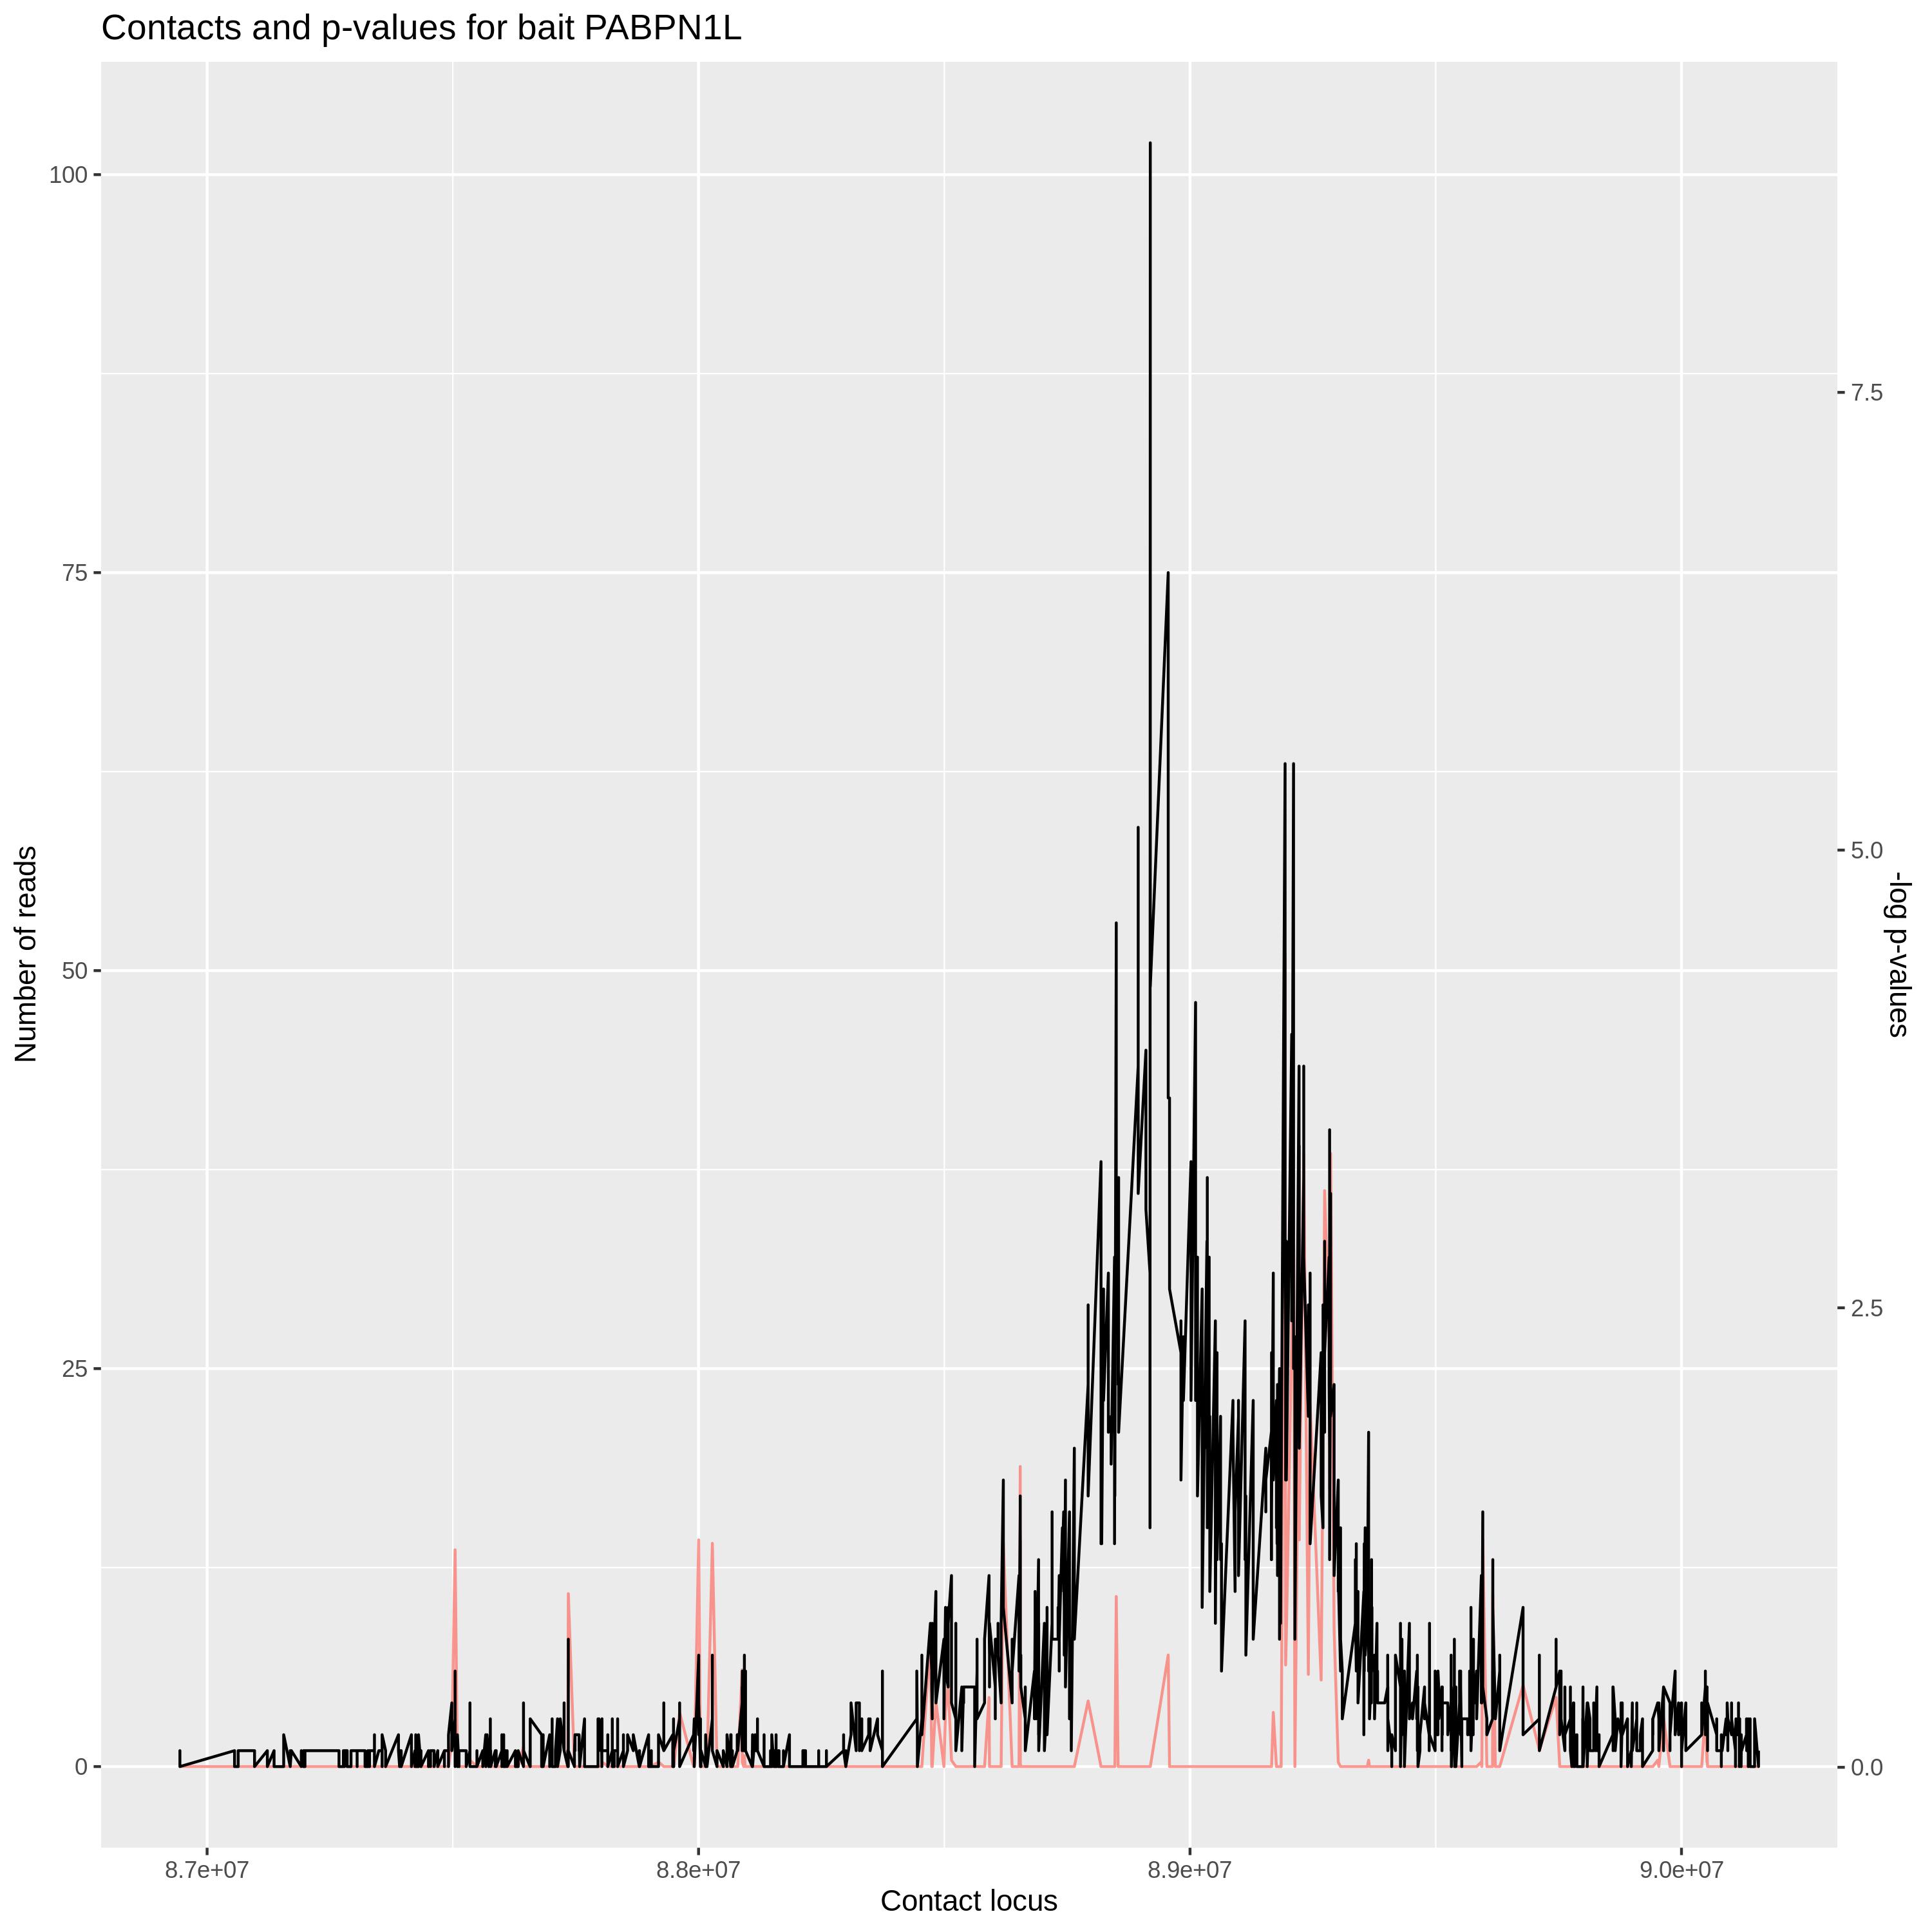 Contacts and p-values for bait PABPN1L
100
75
50
25
0
Number of reads
7.5
5.0
2.5
0.0
-log p-values
8.7e+07
8.8e+07
8.9e+07
9.0e+07
Contact locus